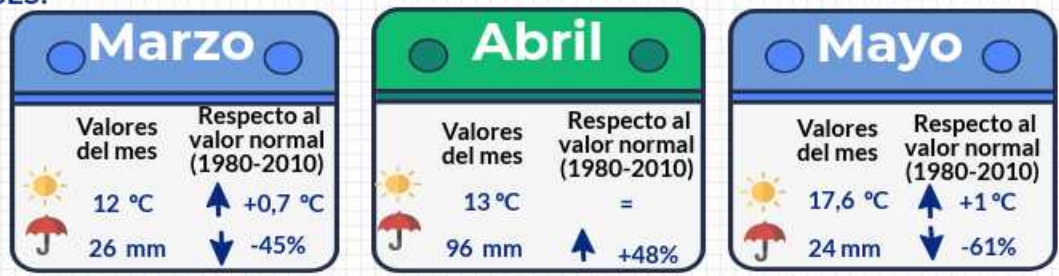 Marzo
Valores
del mes
Respecto al
valor normal
(1980-2010)
12 ºC
+0,7 ºC
26 mm
-45%
Abril
Valores
del mes
Respecto al
valor normal
(1980-2010)
13 ºC
=
96 mm
+48%
Mayo
Valores
del mes
Respecto al
valor normal
(1980-2010)
17,6 ºC
+1 ºC
24 mm
-61%